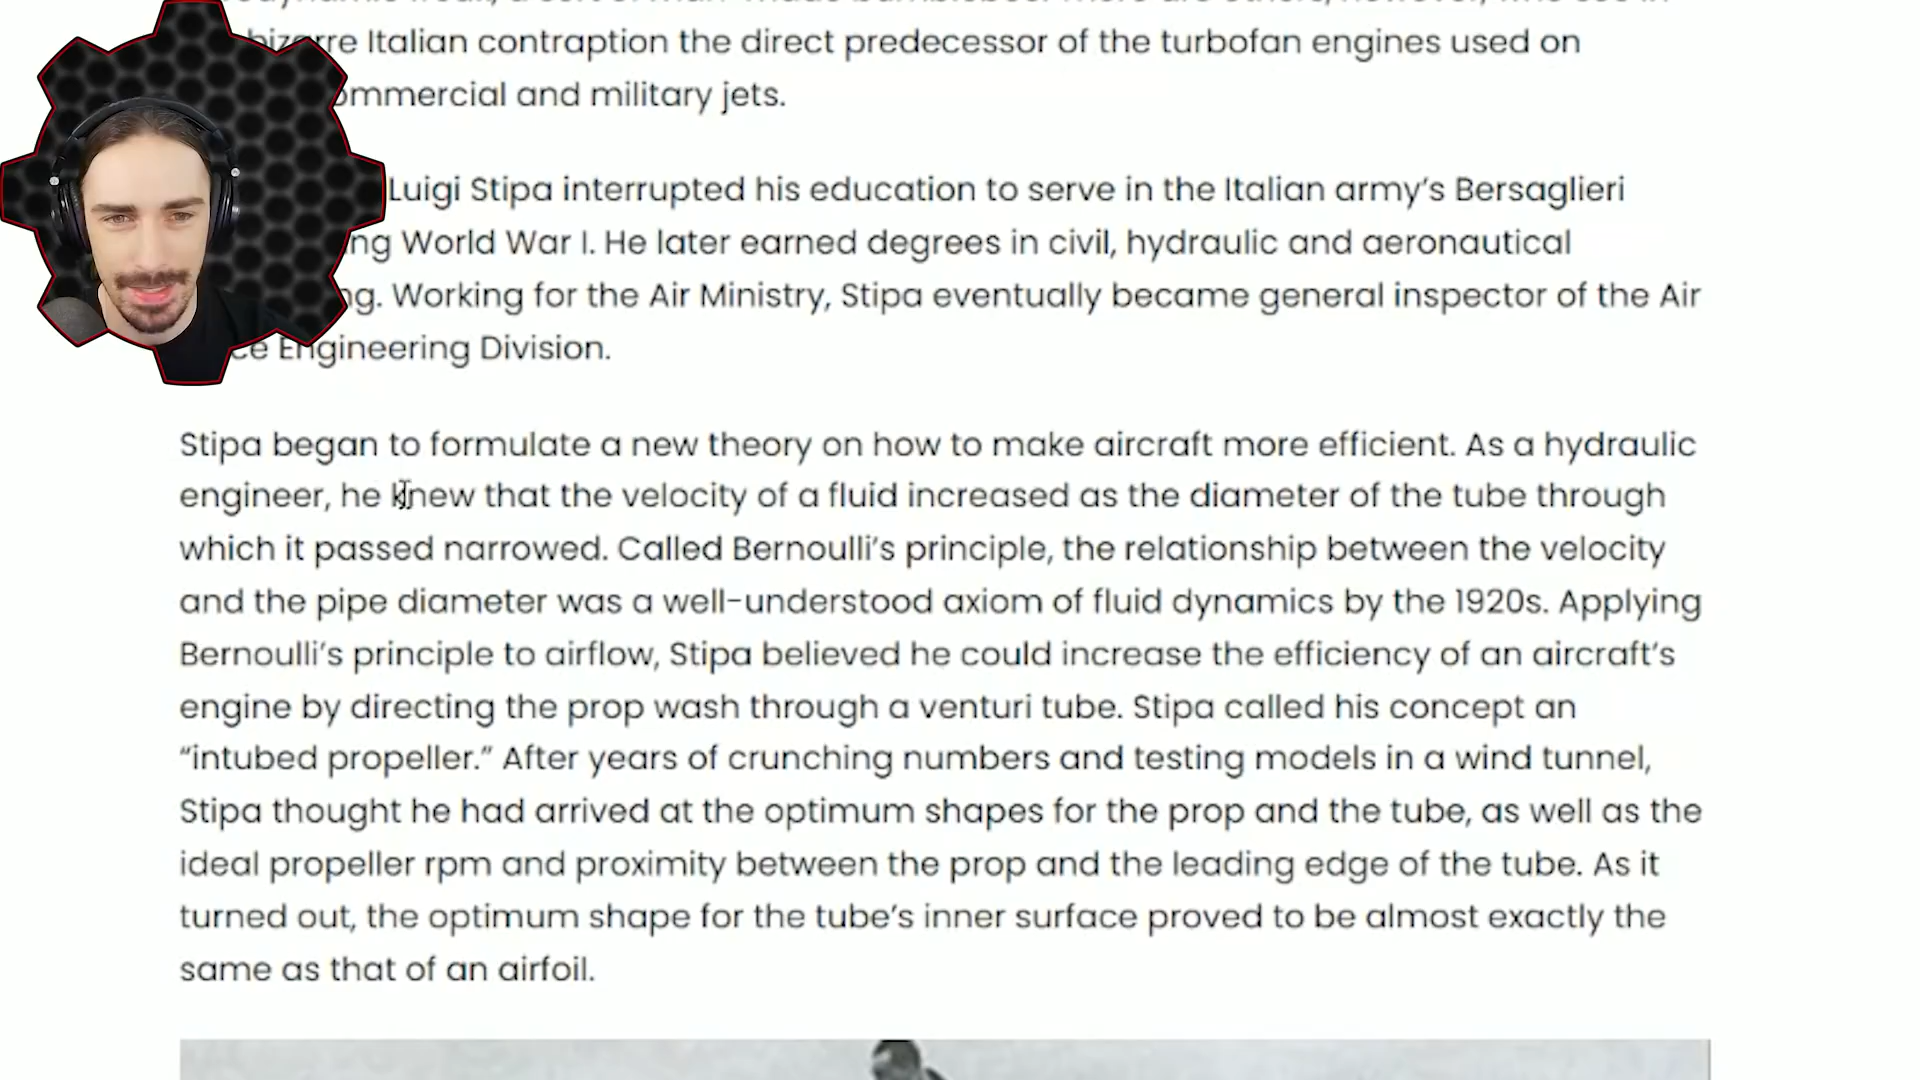 Italian contraption the direct predecessor of the turbofan engines used on
and military jets.
Luigi Stipa interrupted his education to serve in the Italian army's Bersaglieri
World War I. He later earned degrees in civil, hydraulic and aeronautical
Working for the Air Ministry, Stipa eventually became general inspector of the Air
Engineering Division.
Stipa began to formulate a new theory on how to make aircraft more efficient. As a hydraulic
engineer, he knew that the velocity of a fluid increased as the diameter of the tube through
which it passed narrowed. Called Bernoulli's principle, the relationship between the velocity
and the pipe diameter was a well-understood axiom of fluid dynamics by the 1920s. Applying
Bernoulli's principle to airflow, Stipa believed he could increase the efficiency of an aircraft's
engine by directing the prop wash through a venturi tube. Stipa called his concept an
“intubed propeller.” After years of crunching numbers and testing models in a wind tunnel,
Stipa thought he had arrived at the optimum shapes for the prop and the tube, as well as the
ideal propeller rpm and proximity between the prop and the leading edge of the tube. As it
turned out, the optimum shape for the tube's inner surface proved to be almost exactly the
same as that of an airfoil.